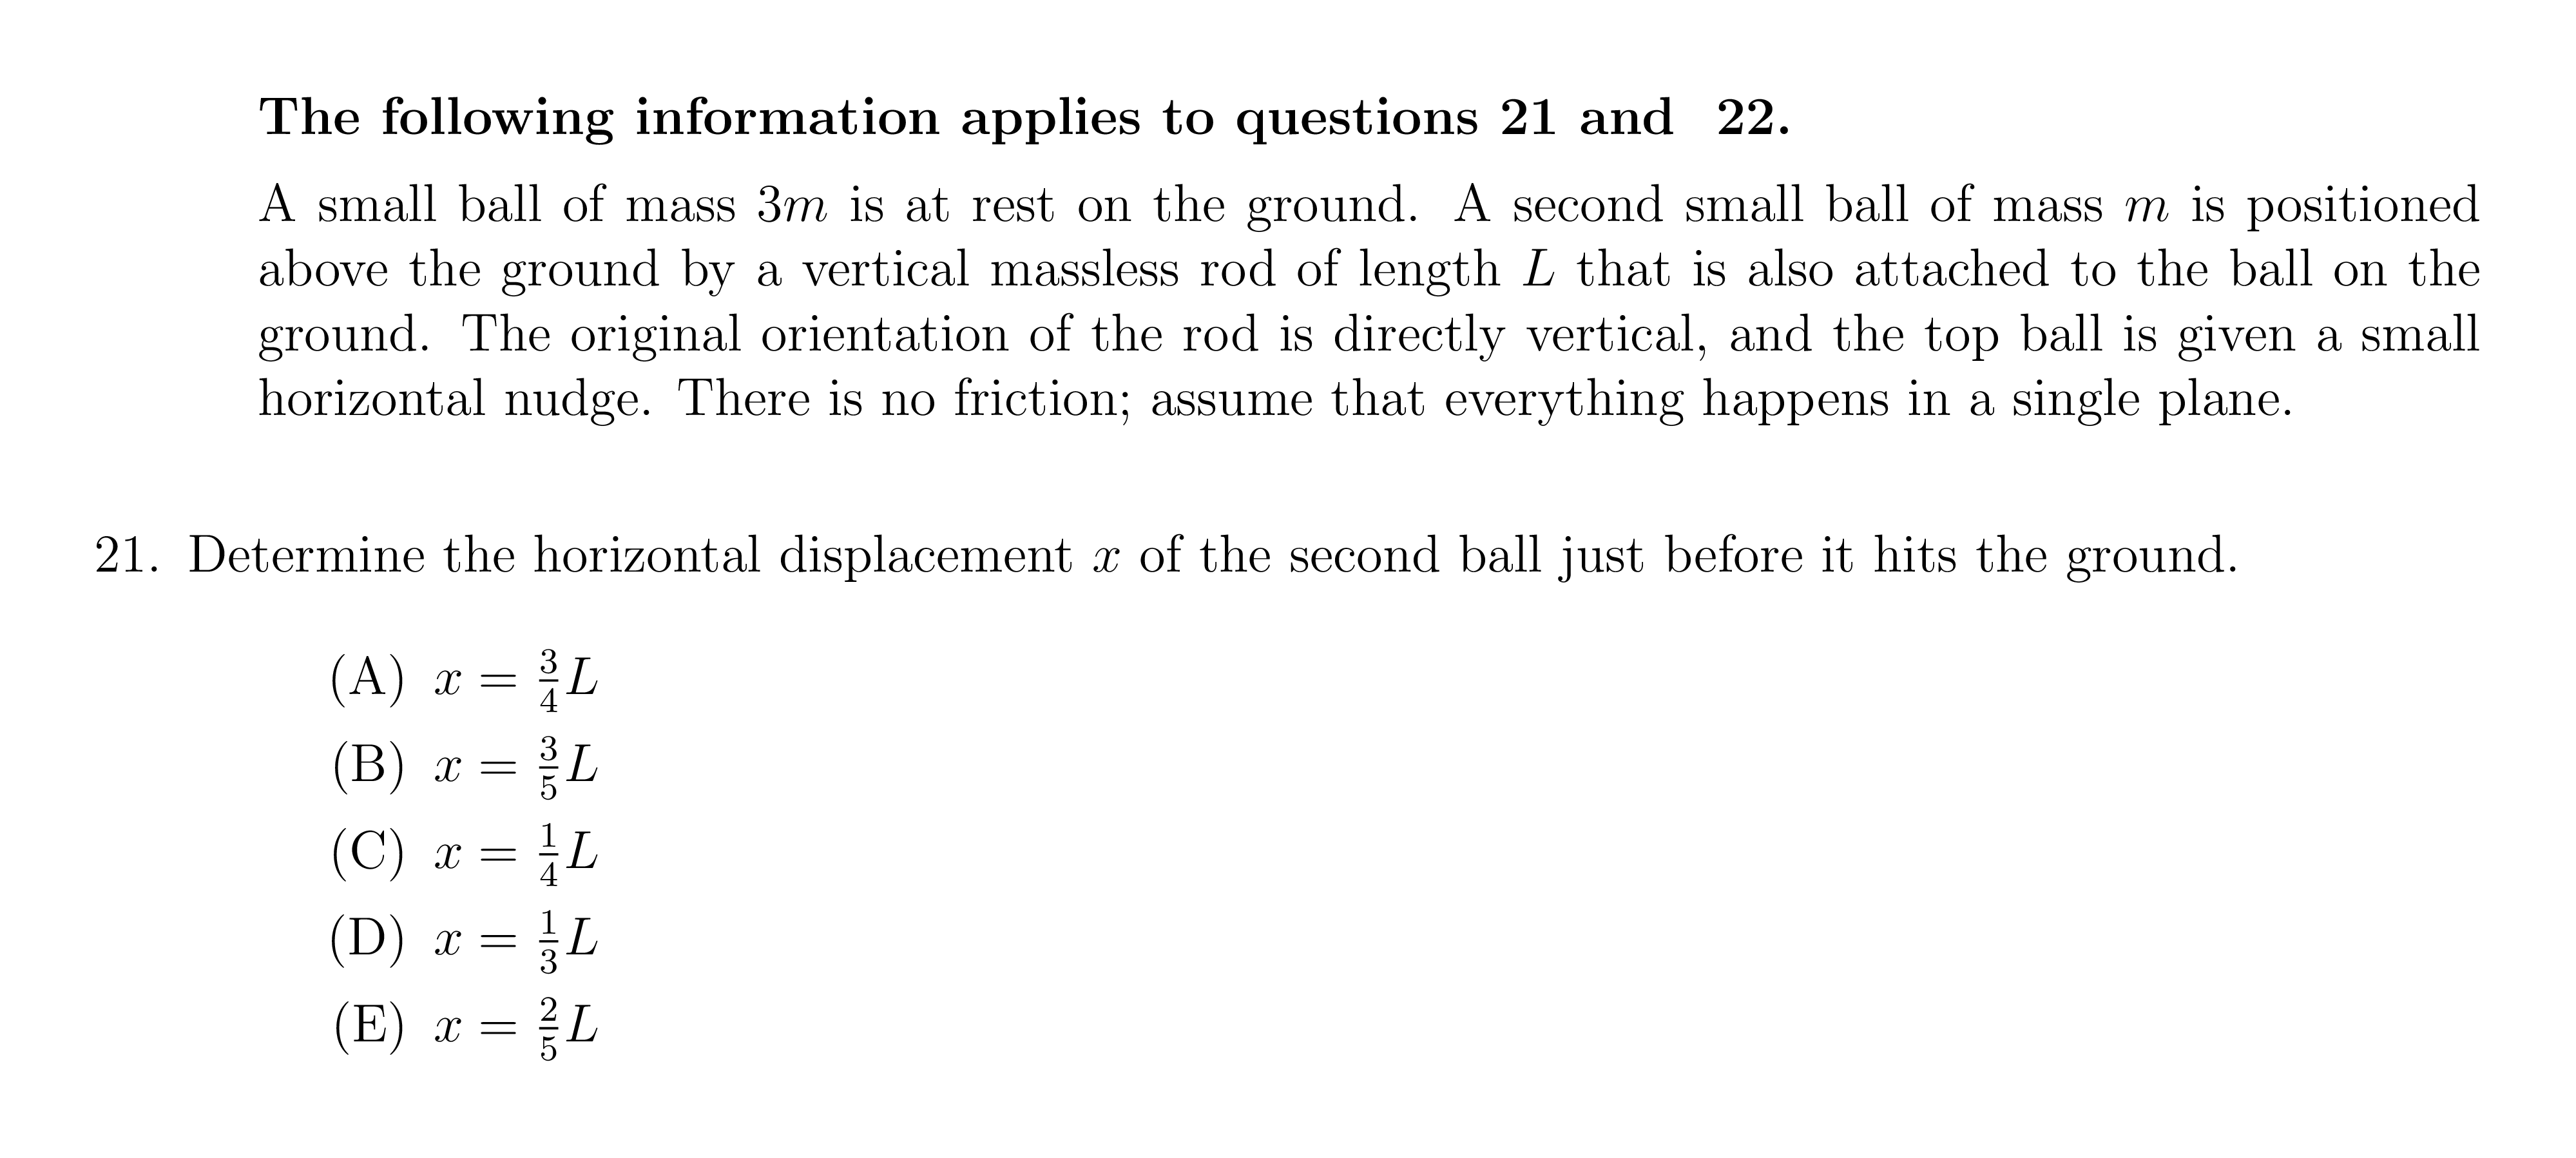 The following information applies to questions 21 and 22.
A small ball of mass 3m is at rest on the ground. A second small ball of mass m is positioned
above the ground by a vertical massless rod of length L that is also attached to the ball on the
ground. The original orientation of the rod is directly vertical, and the top ball is given a small
horizontal nudge. There is no friction; assume that everything happens in a single plane.
21. Determine the horizontal displacement x of the second ball just before it hits the ground.
(A) x = 3/4 L
(B) x = 3/5 L
(C) x = 1/4 L
(D) x = 1/3 L
(E) x = 2/5 L